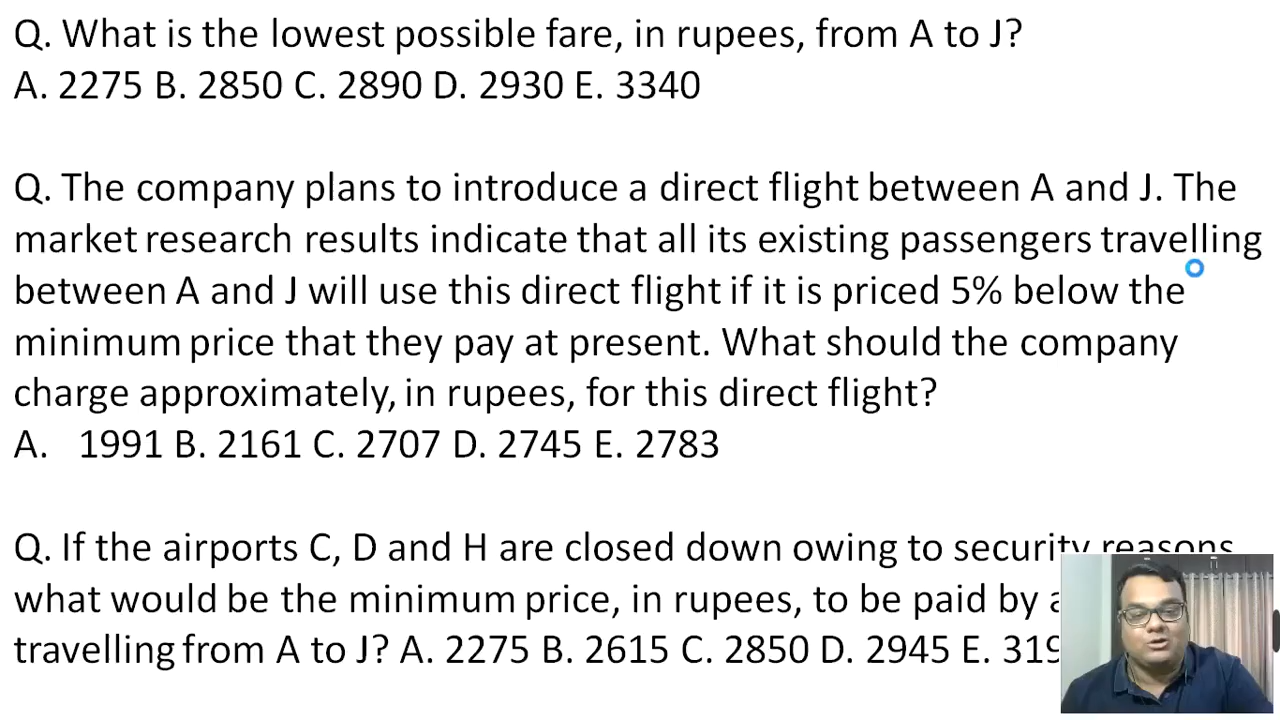 Q. What is the lowest possible fare, in rupees, from A to J?
A. 2275 B. 2850 C. 2890 D. 2930 E. 3340
Q. The company plans to introduce a direct flight between A and J. The
market research results indicate that all its existing passengers travelling
between A and J will use this direct flight if it is priced 5% below the
minimum price that they pay at present. What should the company
charge approximately, in rupees, for this direct flight?
A. 1991 B. 2161 C. 2707 D. 2745 E. 2783
Q. If the airports C, D and H are closed down owing to security reasons
what would be the minimum price, in rupees, to be paid by
travelling from A to J? A. 2275 B. 2615 C. 2850 D. 2945 E.